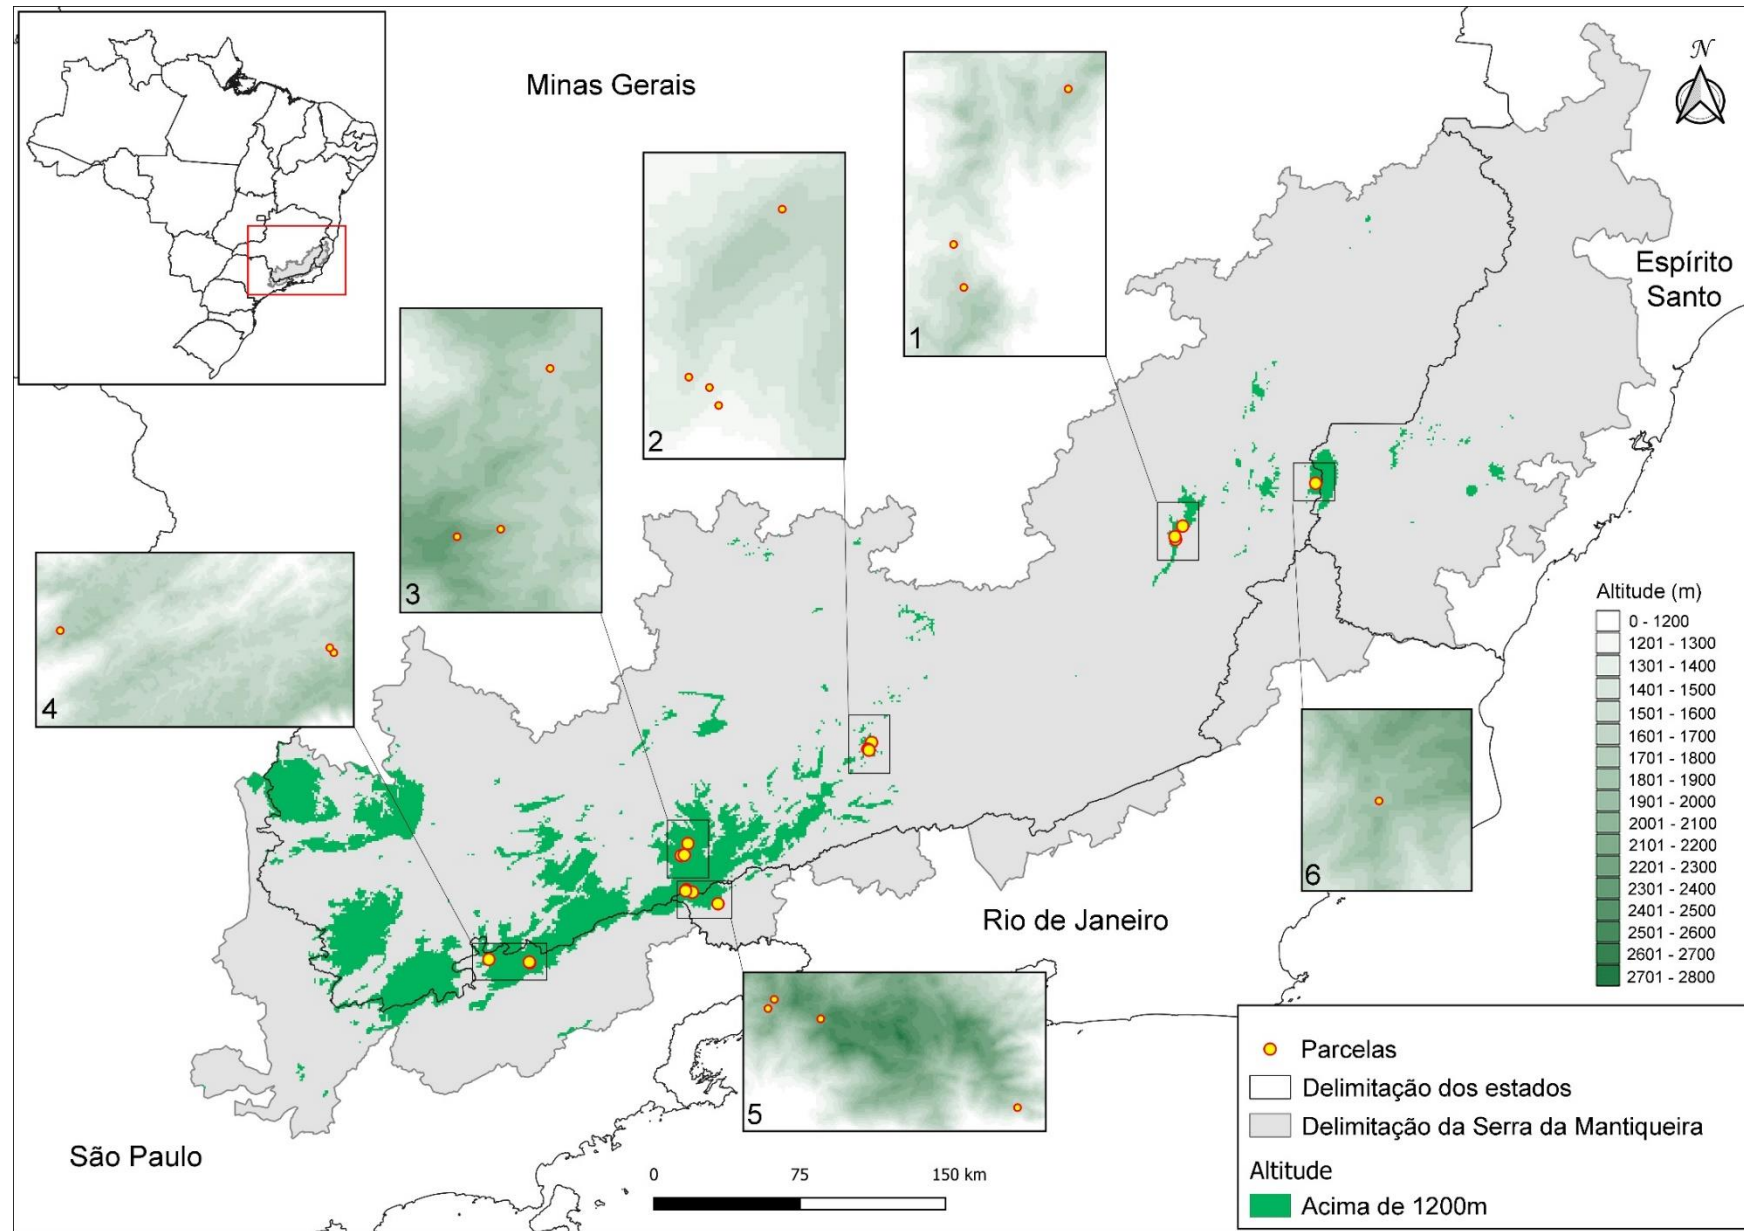 N
Minas Gerais
1
2
Espírito
Santo
3
4
Altitude (m)
0 - 1200
1201 - 1300
1301 - 1400
1401 - 1500
1501 - 1600
1601 - 1700
1701 - 1800
1801 - 1900
1901 - 2000
2001 - 2100
2101 - 2200
2201 - 2300
2301 - 2400
2401 - 2500
2501 - 2600
2601 - 2700
2701 - 2800
6
Rio de Janeiro
5
São Paulo
0 75 150 km
Parcelas
Delimitação dos estados
Delimitação da Serra da Mantiqueira
Altitude
Acima de 1200m